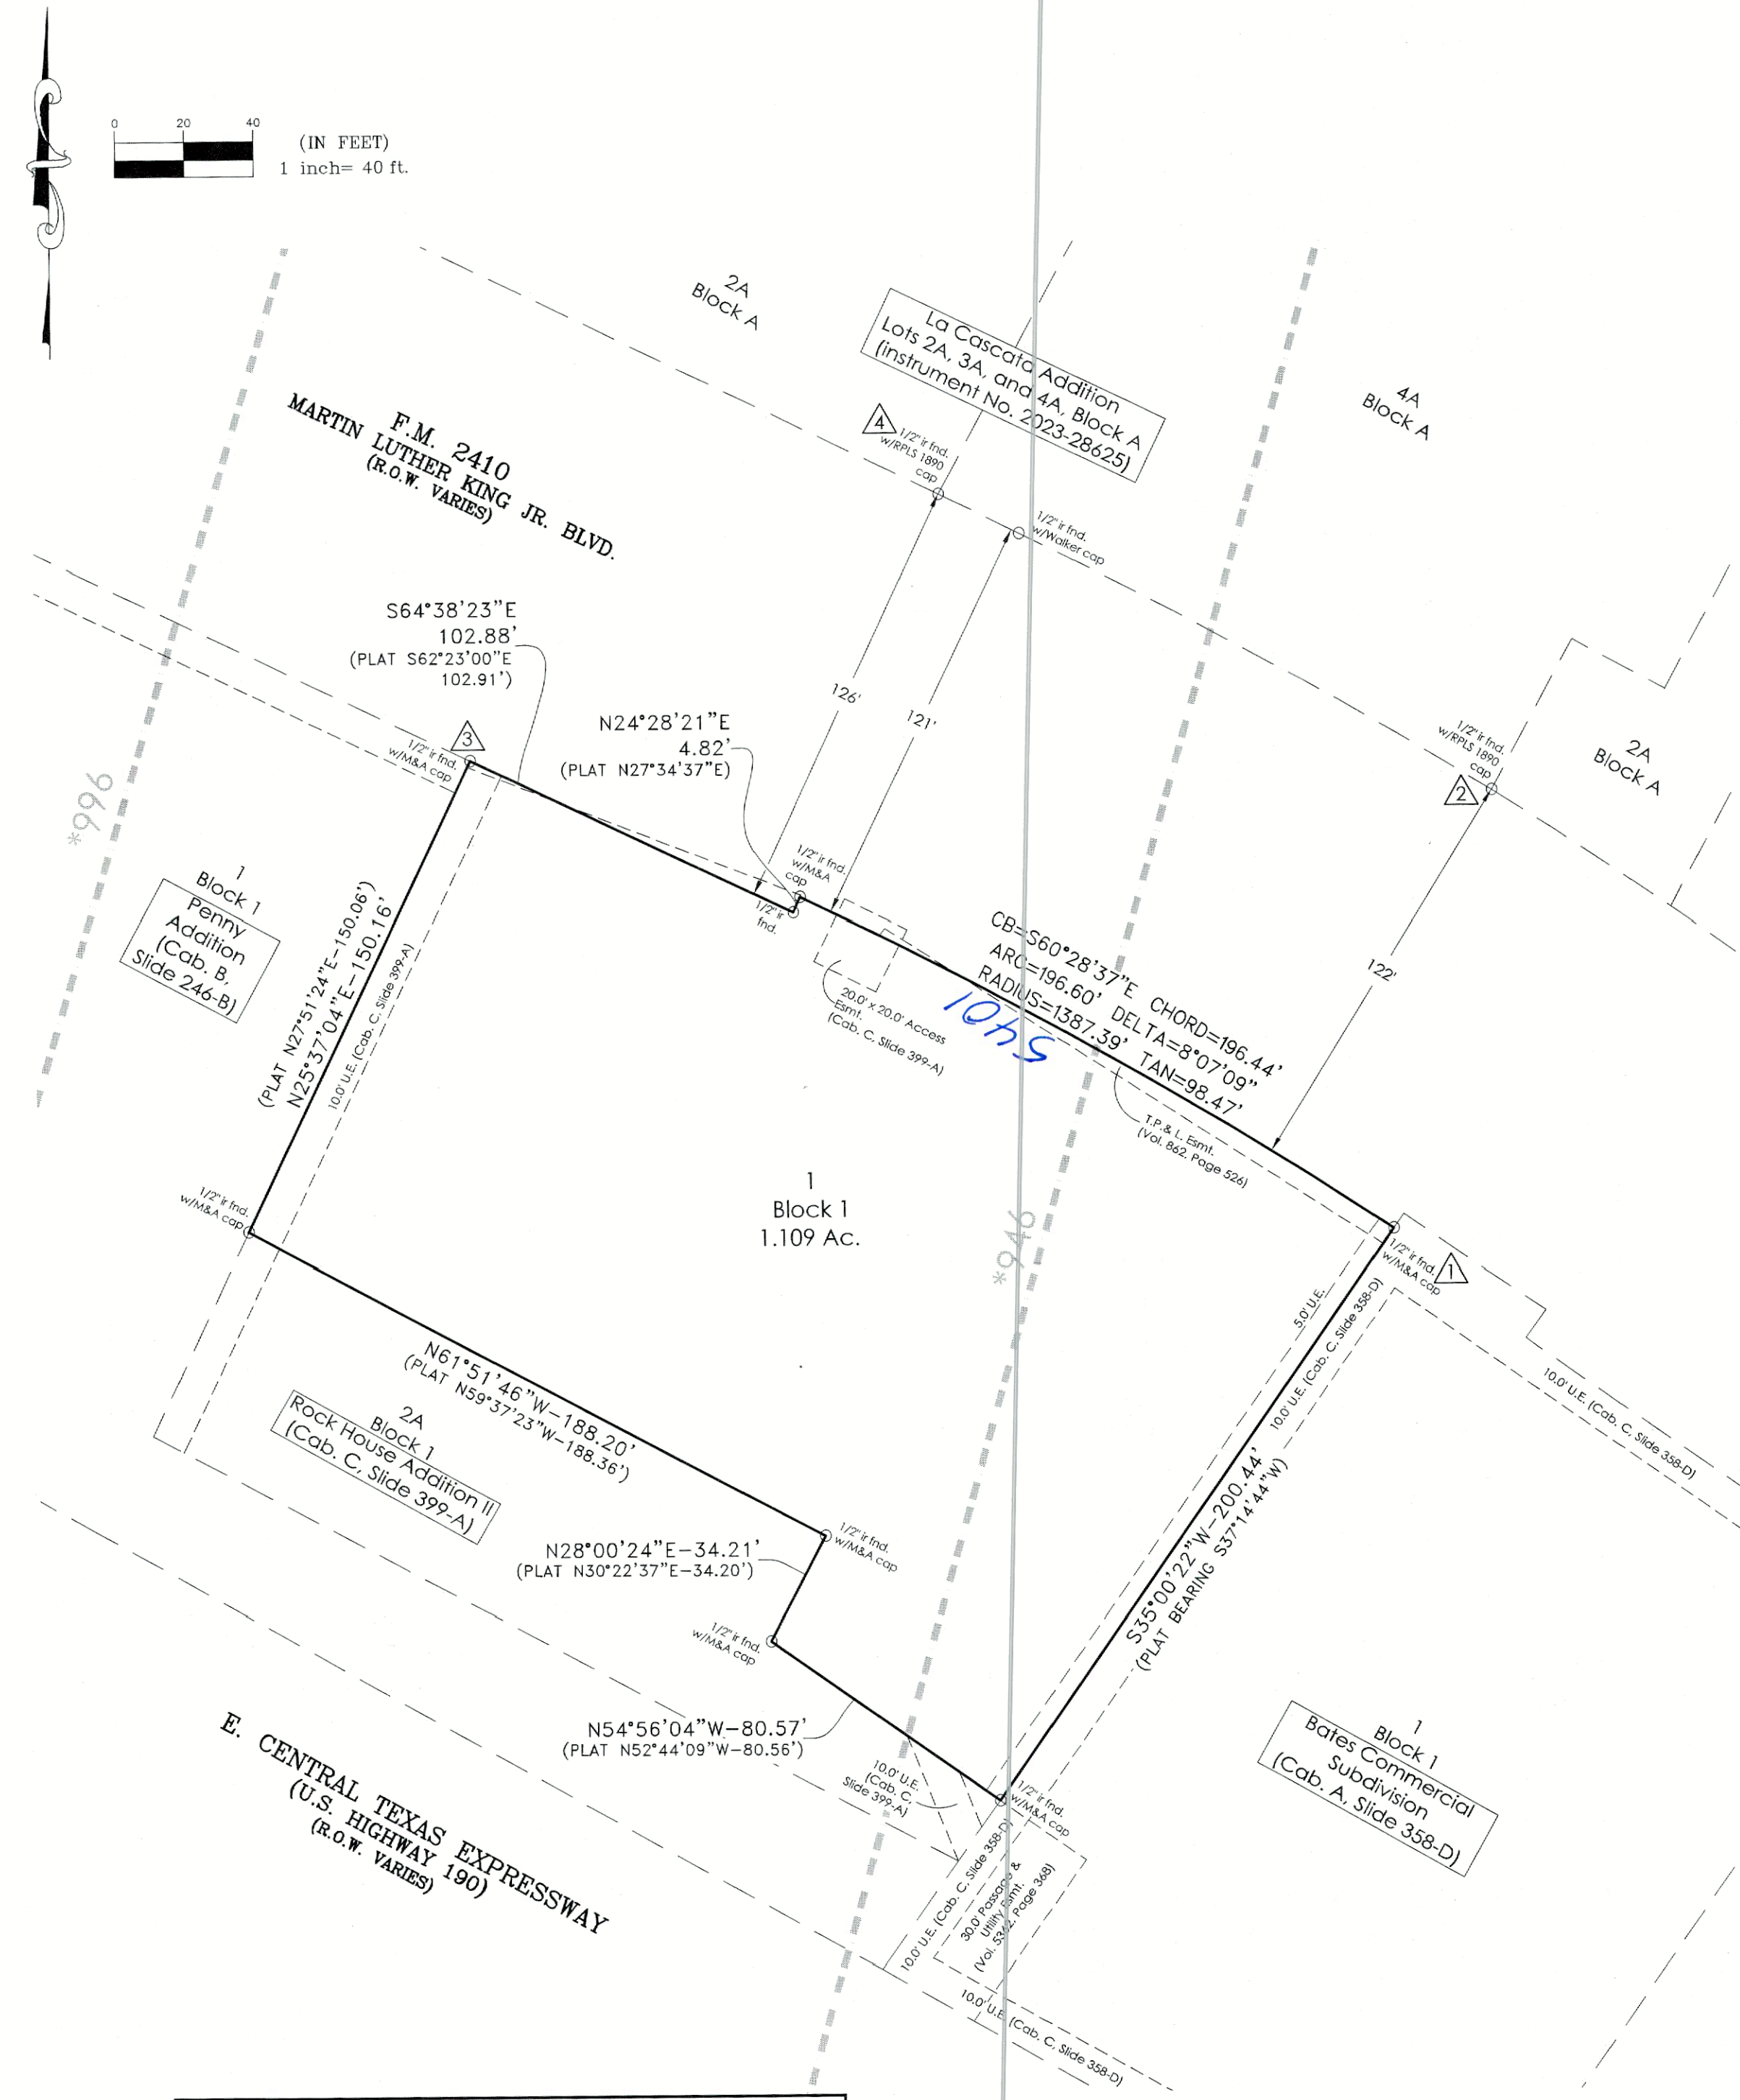 0 20 40
(IN FEET)
1 inch= 40 ft.
2A
Block A
La Cascata Addition
Lots 2A, 3A, and 4A, Block A
(instrument No. 2023-28625)
4A
Block A
F.M. 2410
MARTIN LUTHER KING JR. BLVD.
(R.O.W. VARIES)
4
1/2" ir fnd.
w/RPLS 1890
cap
1/2" ir fnd.
w/Walker cap
S64°38'23"E
102.88'
(PLAT S62°23'00"E
102.91')
126'
121'
N24°28'21"E
4.82'
(PLAT N27°34'37"E)
3
1/2" ir fnd.
w/M&A cap
1/2" ir fnd.
w/RPLS 1890
cap
2
2A
Block A
*996
1/2" ir fnd.
w/M&A
cap
1/2" ir
fnd.
1
Block 1
Penny
Addition
(Cab. B,
Slide 246-B)
(PLAT N27°51'24"E-150.06')
N25°37'04"E-150.16'
10.0' U.E. (Cab. C, Slide 399-A)
CB=S60°28'37"E CHORD=196.44'
ARC=196.60' DELTA=8°07'09"
RADIUS=1387.39' TAN=98.47'
122'
20.0' x 20.0' Access
Esmt.
(Cab. C, Slide 399-A)
5401
T.P.& L. Esmt.
(Vol. 862, Page 526)
1
Block 1
1.109 Ac.
1/2" ir fnd.
w/M&A cap
*946
1/2" ir fnd.
w/M&A cap
1
5.0' U.E.
10.0' U.E. (Cab. C, Slide 358-D)
10.0' U.E. (Cab. C, Slide 358-D)
N61°51'46"W-188.20'
(PLAT N59°37'23"W-188.36')
2A
Block 1
Rock House Addition II
(Cab. C, Slide 399-A)
S35°00'22"W-200.44'
(PLAT BEARING S37°14'44"W)
1/2" ir fnd.
w/M&A cap
N28°00'24"E-34.21'
(PLAT N30°22'37"E-34.20')
1/2" ir fnd.
w/M&A cap
N54°56'04"W-80.57'
(PLAT N52°44'09"W-80.56')
1
Block 1
Bates Commercial
Subdivision
(Cab. A, Slide 358-D)
10.0' U.E.
(Cab. C,
Slide 399-A)
1/2" ir fnd.
w/M&A cap
E. CENTRAL TEXAS EXPRESSWAY
(U.S. HIGHWAY 190)
(R.O.W. VARIES)
10.0' U.E. (Cab. C, Slide 358-D)
30.0' Passage &
Utility Esmt.
(Vol. 5362, Page 368)
10.0' U.E. (Cab. C, Slide 358-D)